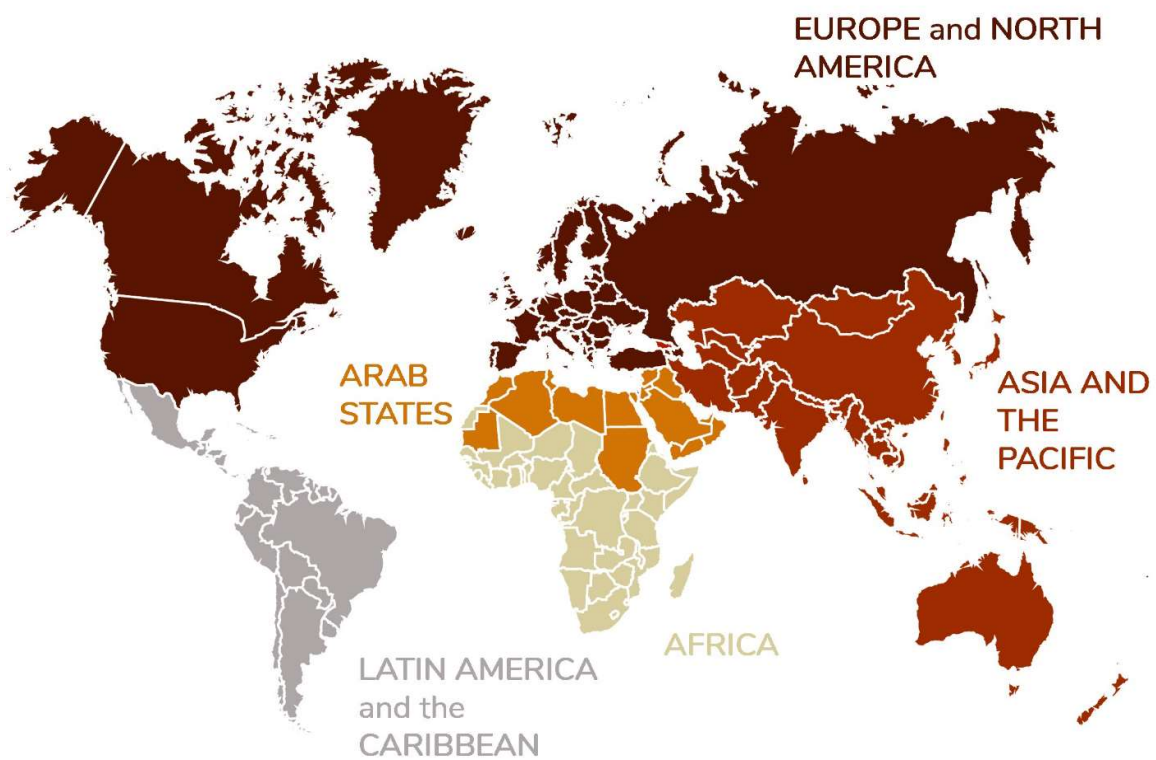 EUROPE and NORTH
AMERICA
ARAB
STATES
ASIA AND
THE
PACIFIC
AFRICA
LATIN AMERICA
and the
CARIBBEAN